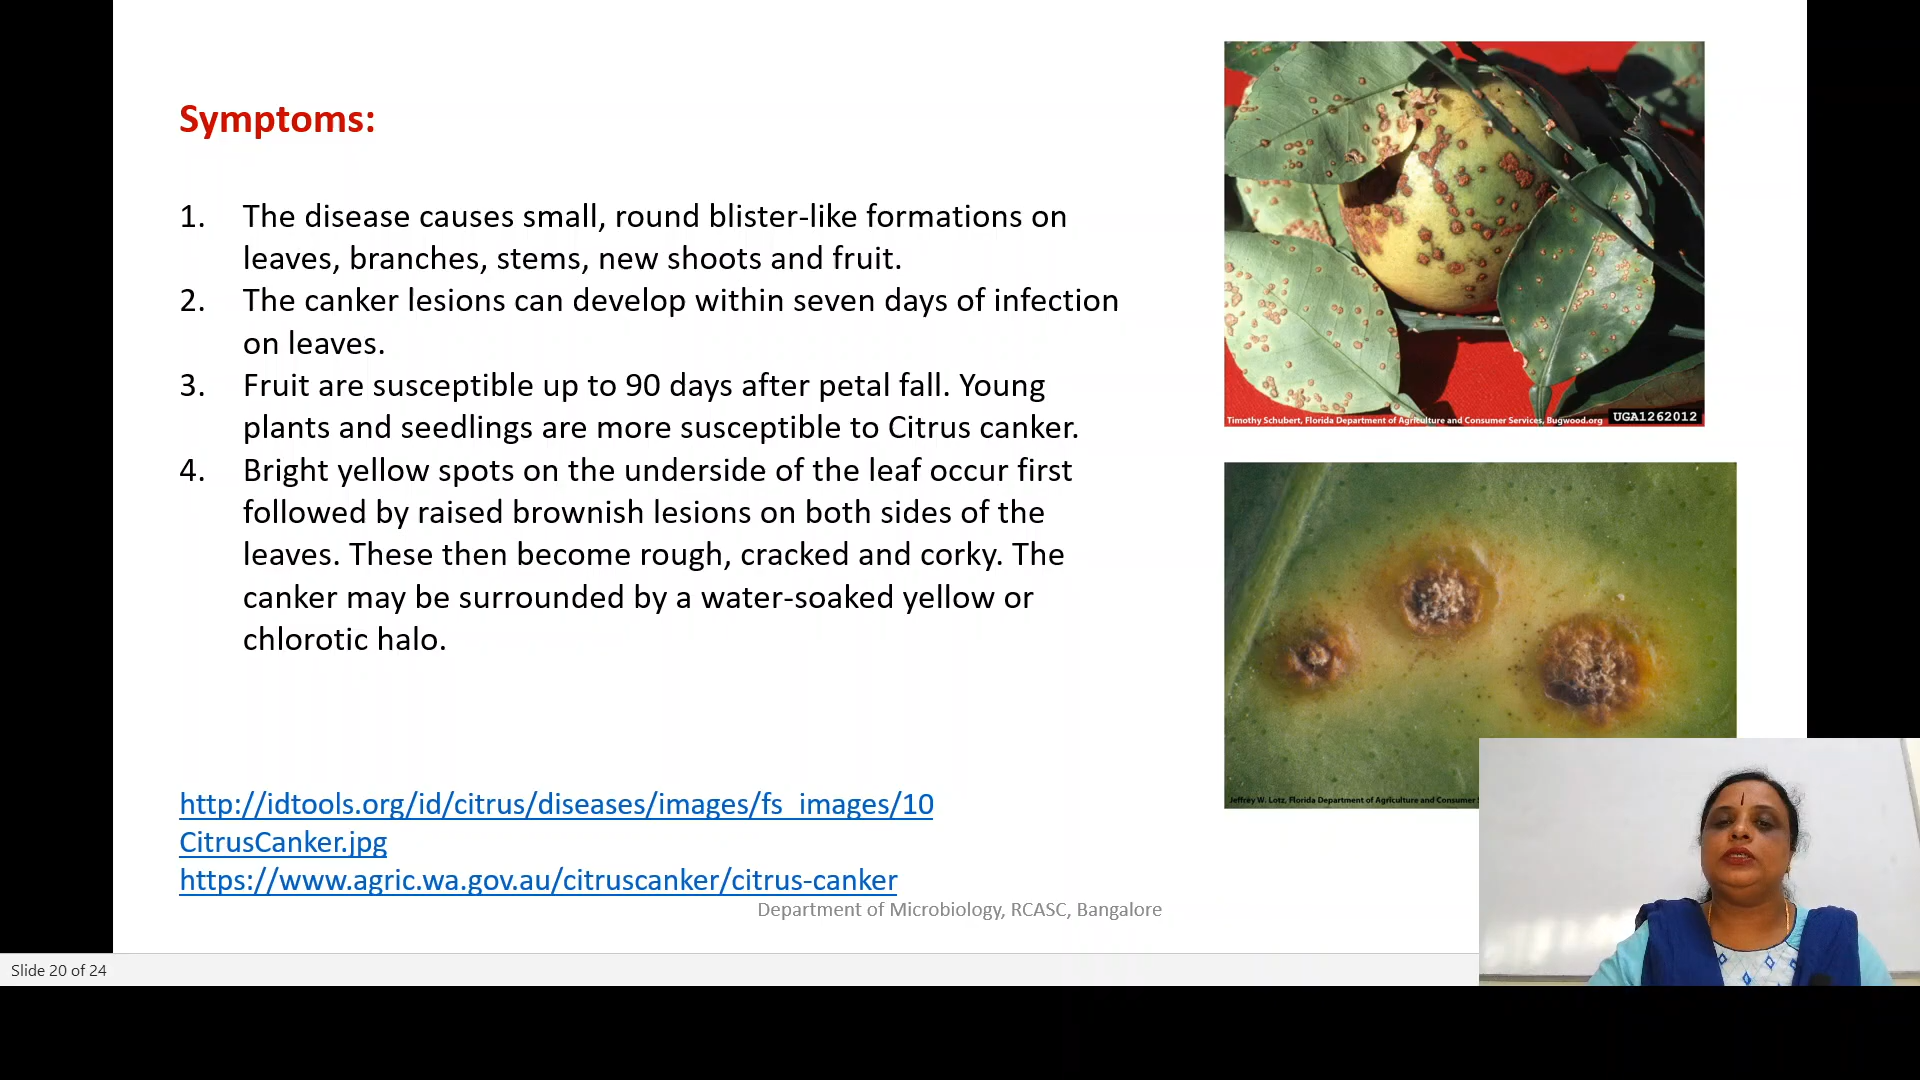 Symptoms:
1. The disease causes small, round blister-like formations on
leaves, branches, stems, new shoots and fruit.
2. The canker lesions can develop within seven days of infection
on leaves.
3. Fruit are susceptible up to 90 days after petal fall. Young
plants and seedlings are more susceptible to Citrus canker.
4. Bright yellow spots on the underside of the leaf occur first
followed by raised brownish lesions on both sides of the
leaves. These then become rough, cracked and corky. The
canker may be surrounded by a water-soaked yellow or
chlorotic halo.
http://idtools.org/id/citrus/diseases/images/fs_images/10
CitrusCanker.jpg
https://www.agric.wa.gov.au/citruscanker/citrus-canker
Department of Microbiology, RCASC, Bangalore
Timothy Schubert, Florida Department of Agriculture and Consumer Services, Bugwood.org UGA1262012
Jeffrey W. Lotz, Florida Department of Agriculture and Consumer
Slide 20 of 24